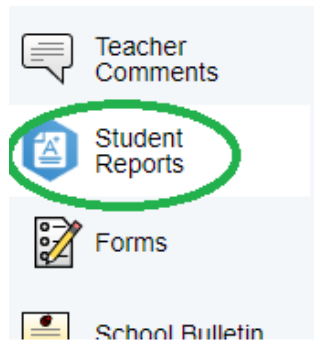 Teacher
Comments
A+
Student
Reports
Forms
School Bulletin